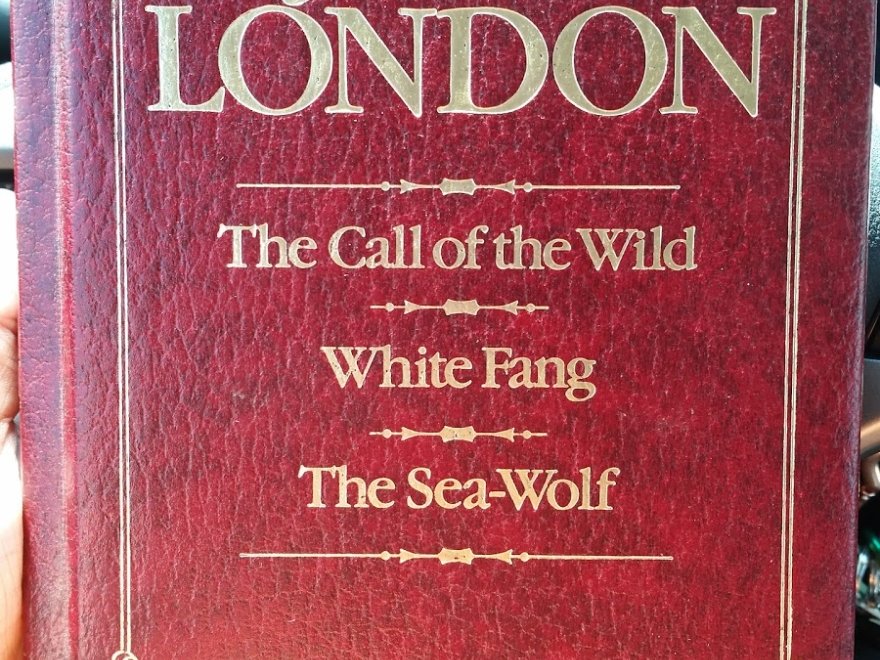 LONDON
The Call of the Wild
White Fang
The Sea-Wolf